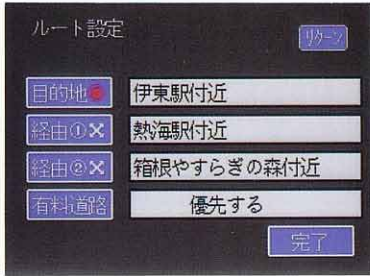 ルート設定
リターン
目的地 伊東駅付近
経由①× 熱海駅付近
経由②× 箱根やすらぎの森付近
有料道路 優先する
完了